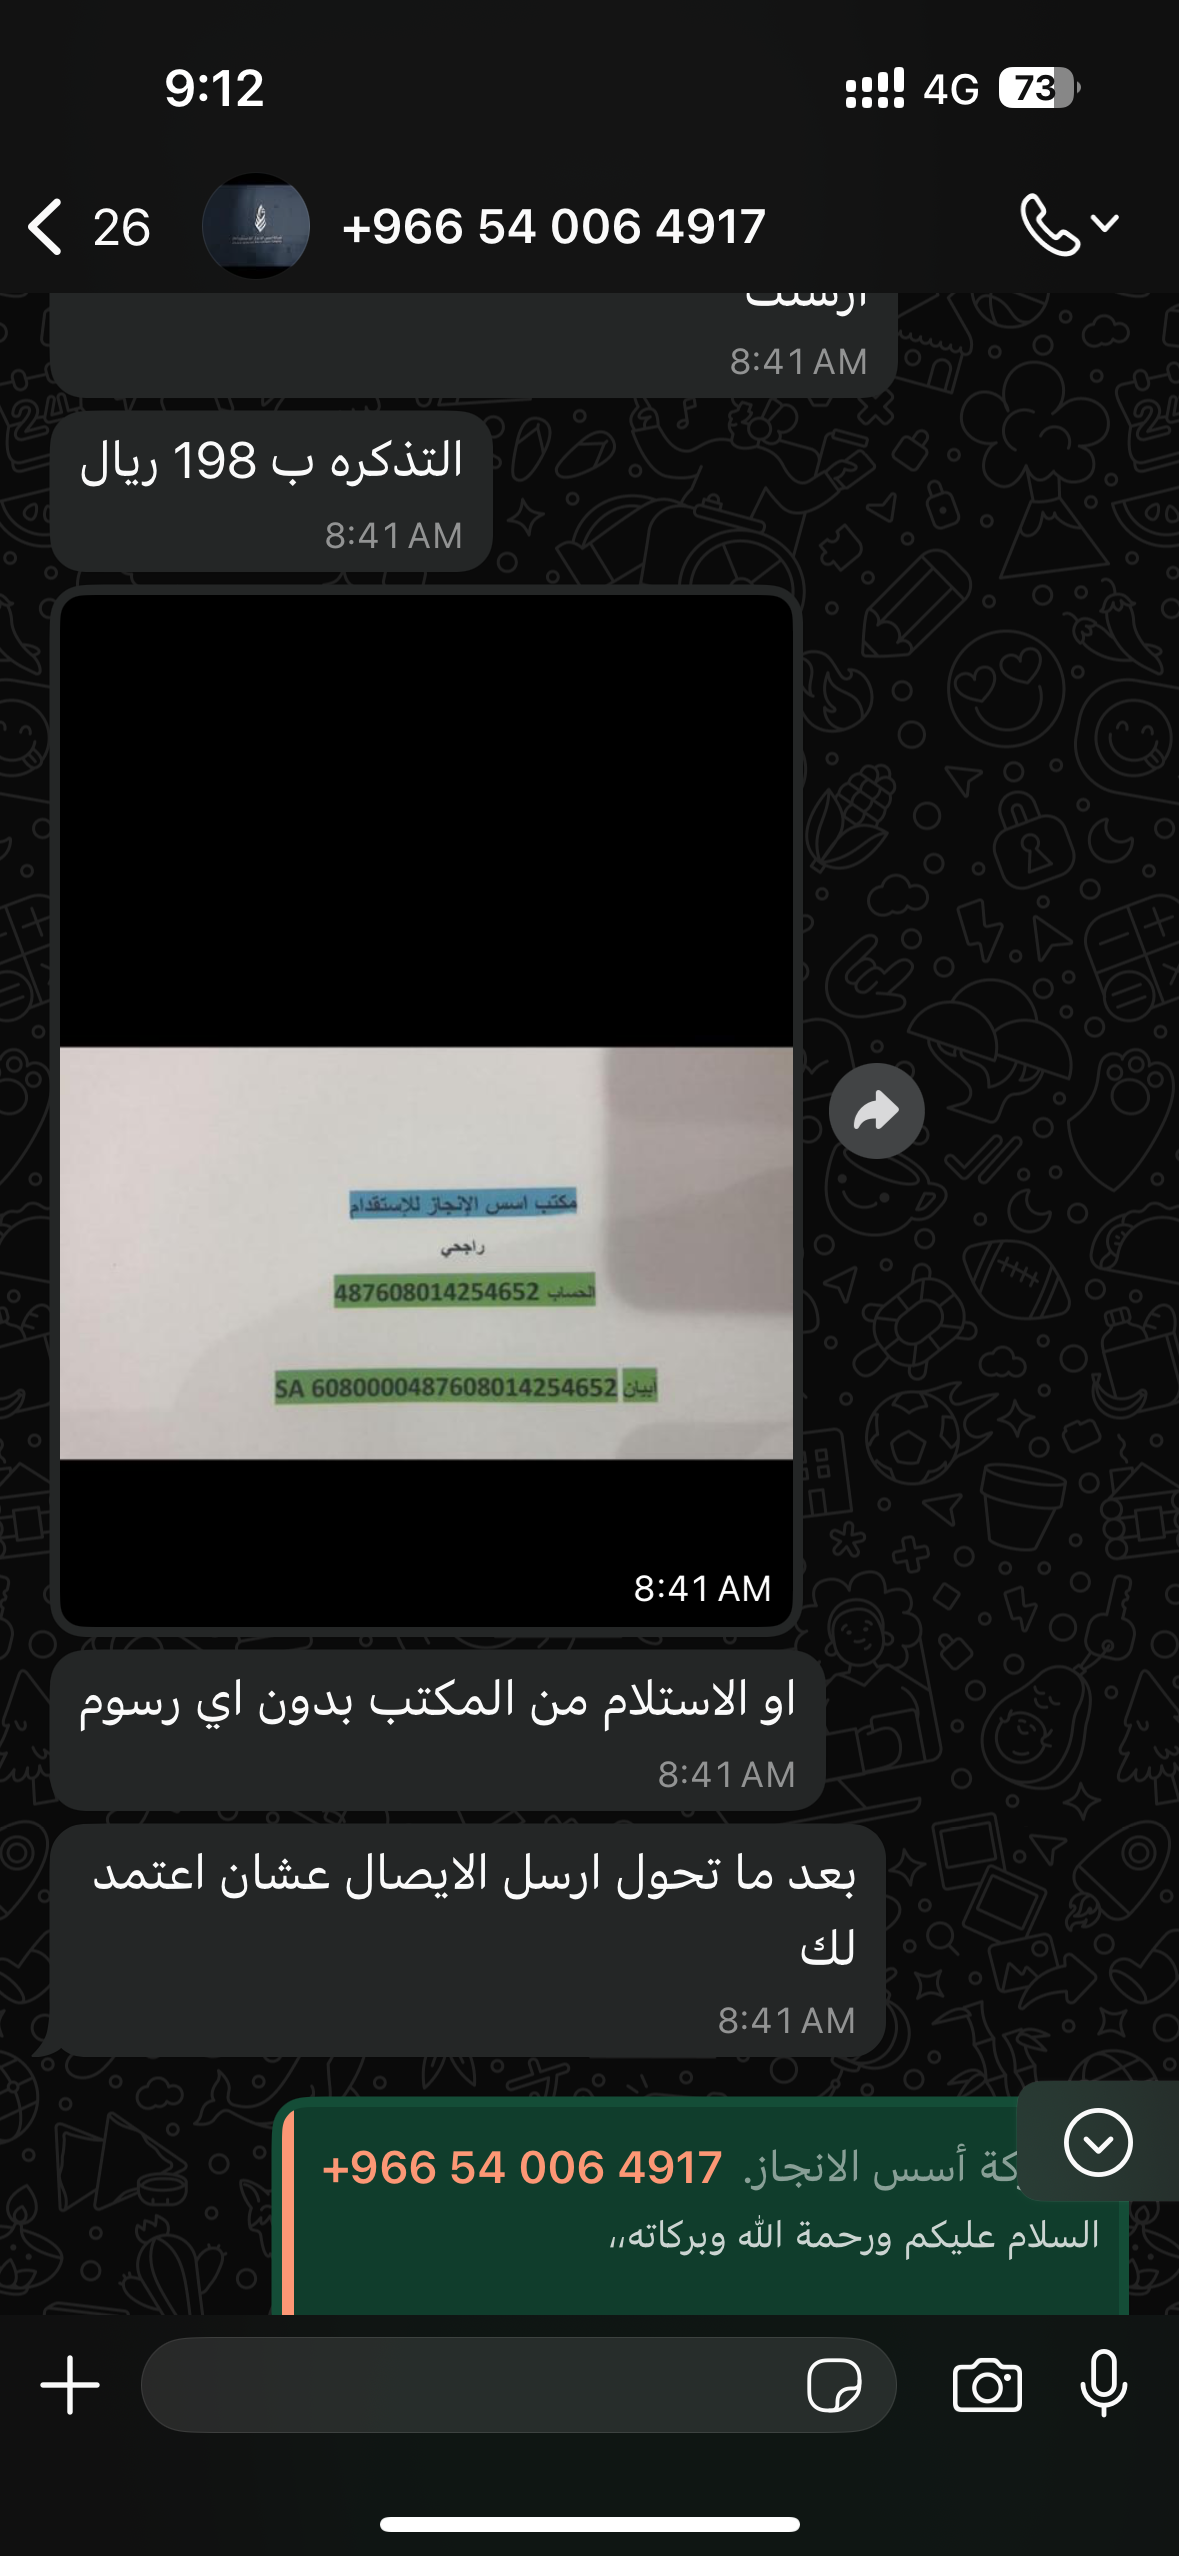 9:12
4G
73
26
+966 54 006 4917
ارسلت
8:41 AM
التذكره ب 198 ريال
8:41 AM
مكتب اسس الإنجاز للإستقدام
راجحي
الحساب 487608014254652
أيبان SA 6080000487608014254652
8:41 AM
او الاستلام من المكتب بدون اي رسوم
8:41 AM
بعد ما تحول ارسل الايصال عشان اعتمد
لك
8:41 AM
كة أسس الانجاز. +966 54 006 4917
السلام عليكم ورحمة الله وبركاته،،